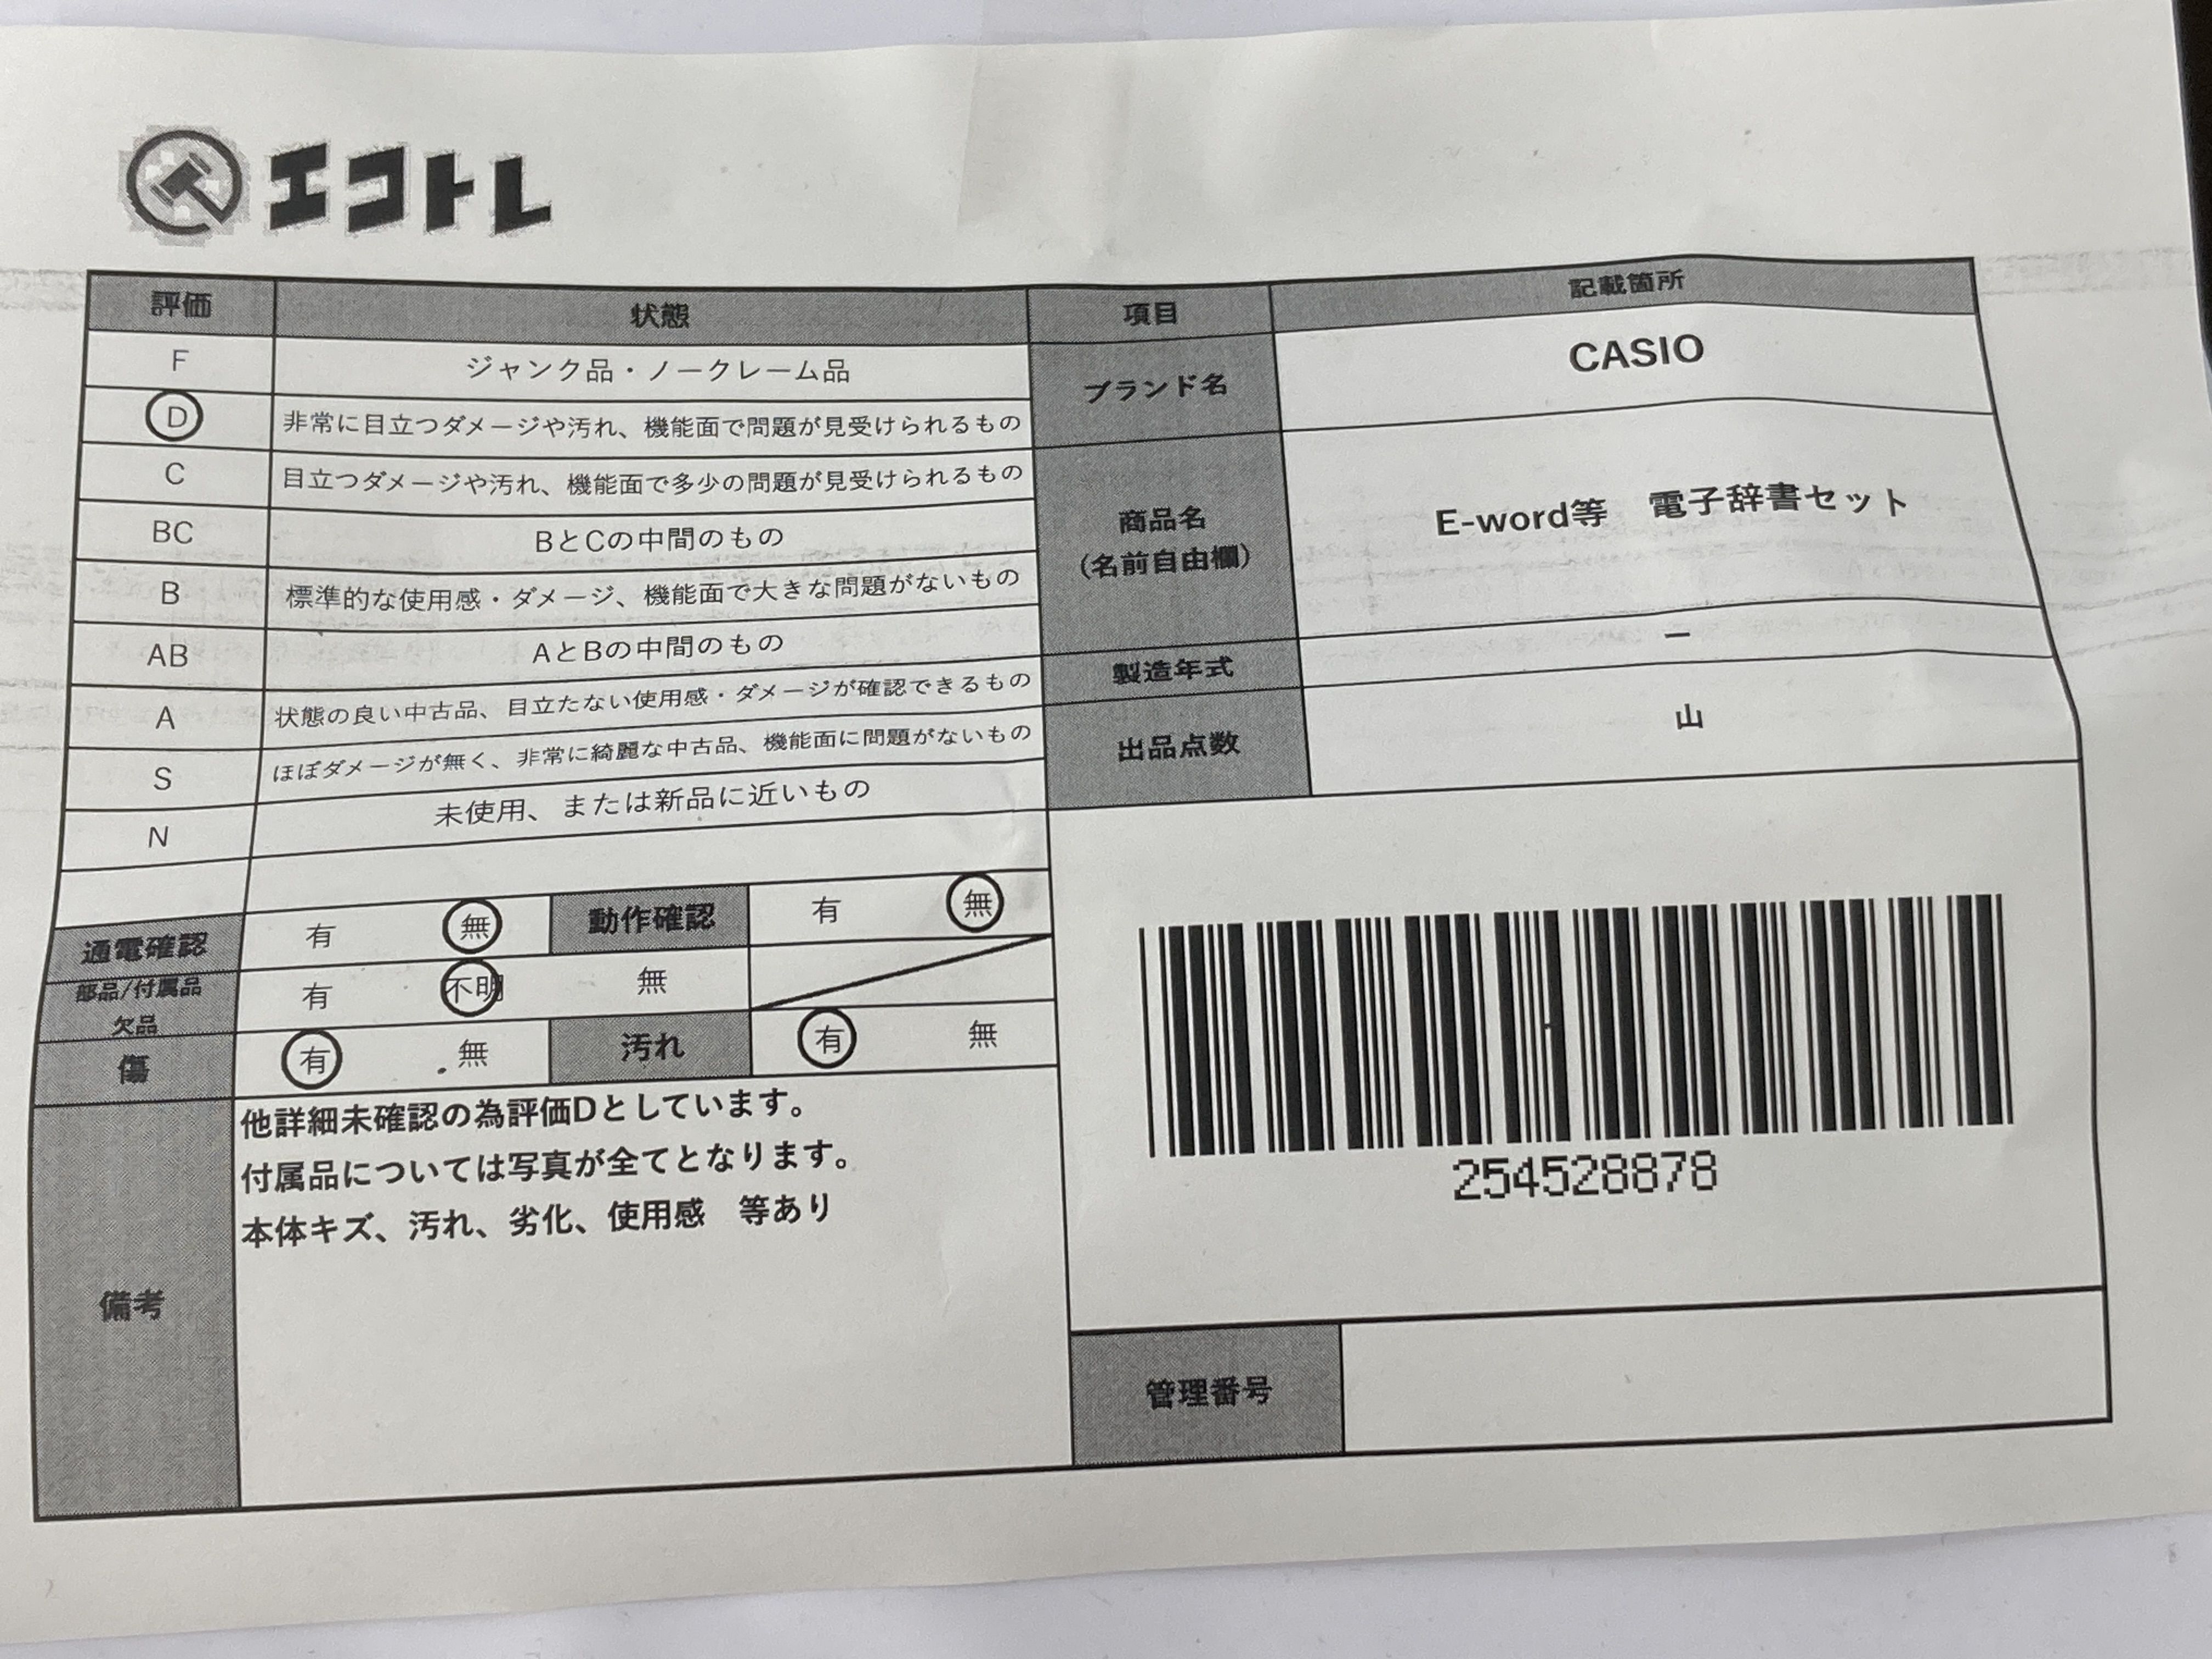 エコトレ
評価 状態 項目 記載箇所
F ジャンク品・ノークレーム品
D 非常に目立つダメージや汚れ、機能面で問題が見受けられるもの
C 目立つダメージや汚れ、機能面で多少の問題が見受けられるもの
BC BとCの中間のもの
B 標準的な使用感・ダメージ、機能面で大きな問題がないもの
AB AとBの中間のもの
A 状態の良い中古品、目立たない使用感・ダメージが確認できるもの
S ほぼダメージが無く、非常に綺麗な中古品、機能面に問題がないもの
N 未使用、または新品に近いもの
通電確認 有 無 動作確認 有 無
部品/付属品
欠品 有 不明 無
傷 有 無 汚れ 有 無
備考
他詳細未確認の為評価Dとしています。
付属品については写真が全てとなります。
本体キズ、汚れ、劣化、使用感 等あり
ブランド名 CASIO
商品名
(名前自由欄) E-word等 電子辞書セット
製造年式 ー
出品点数 山
254528878
管理番号